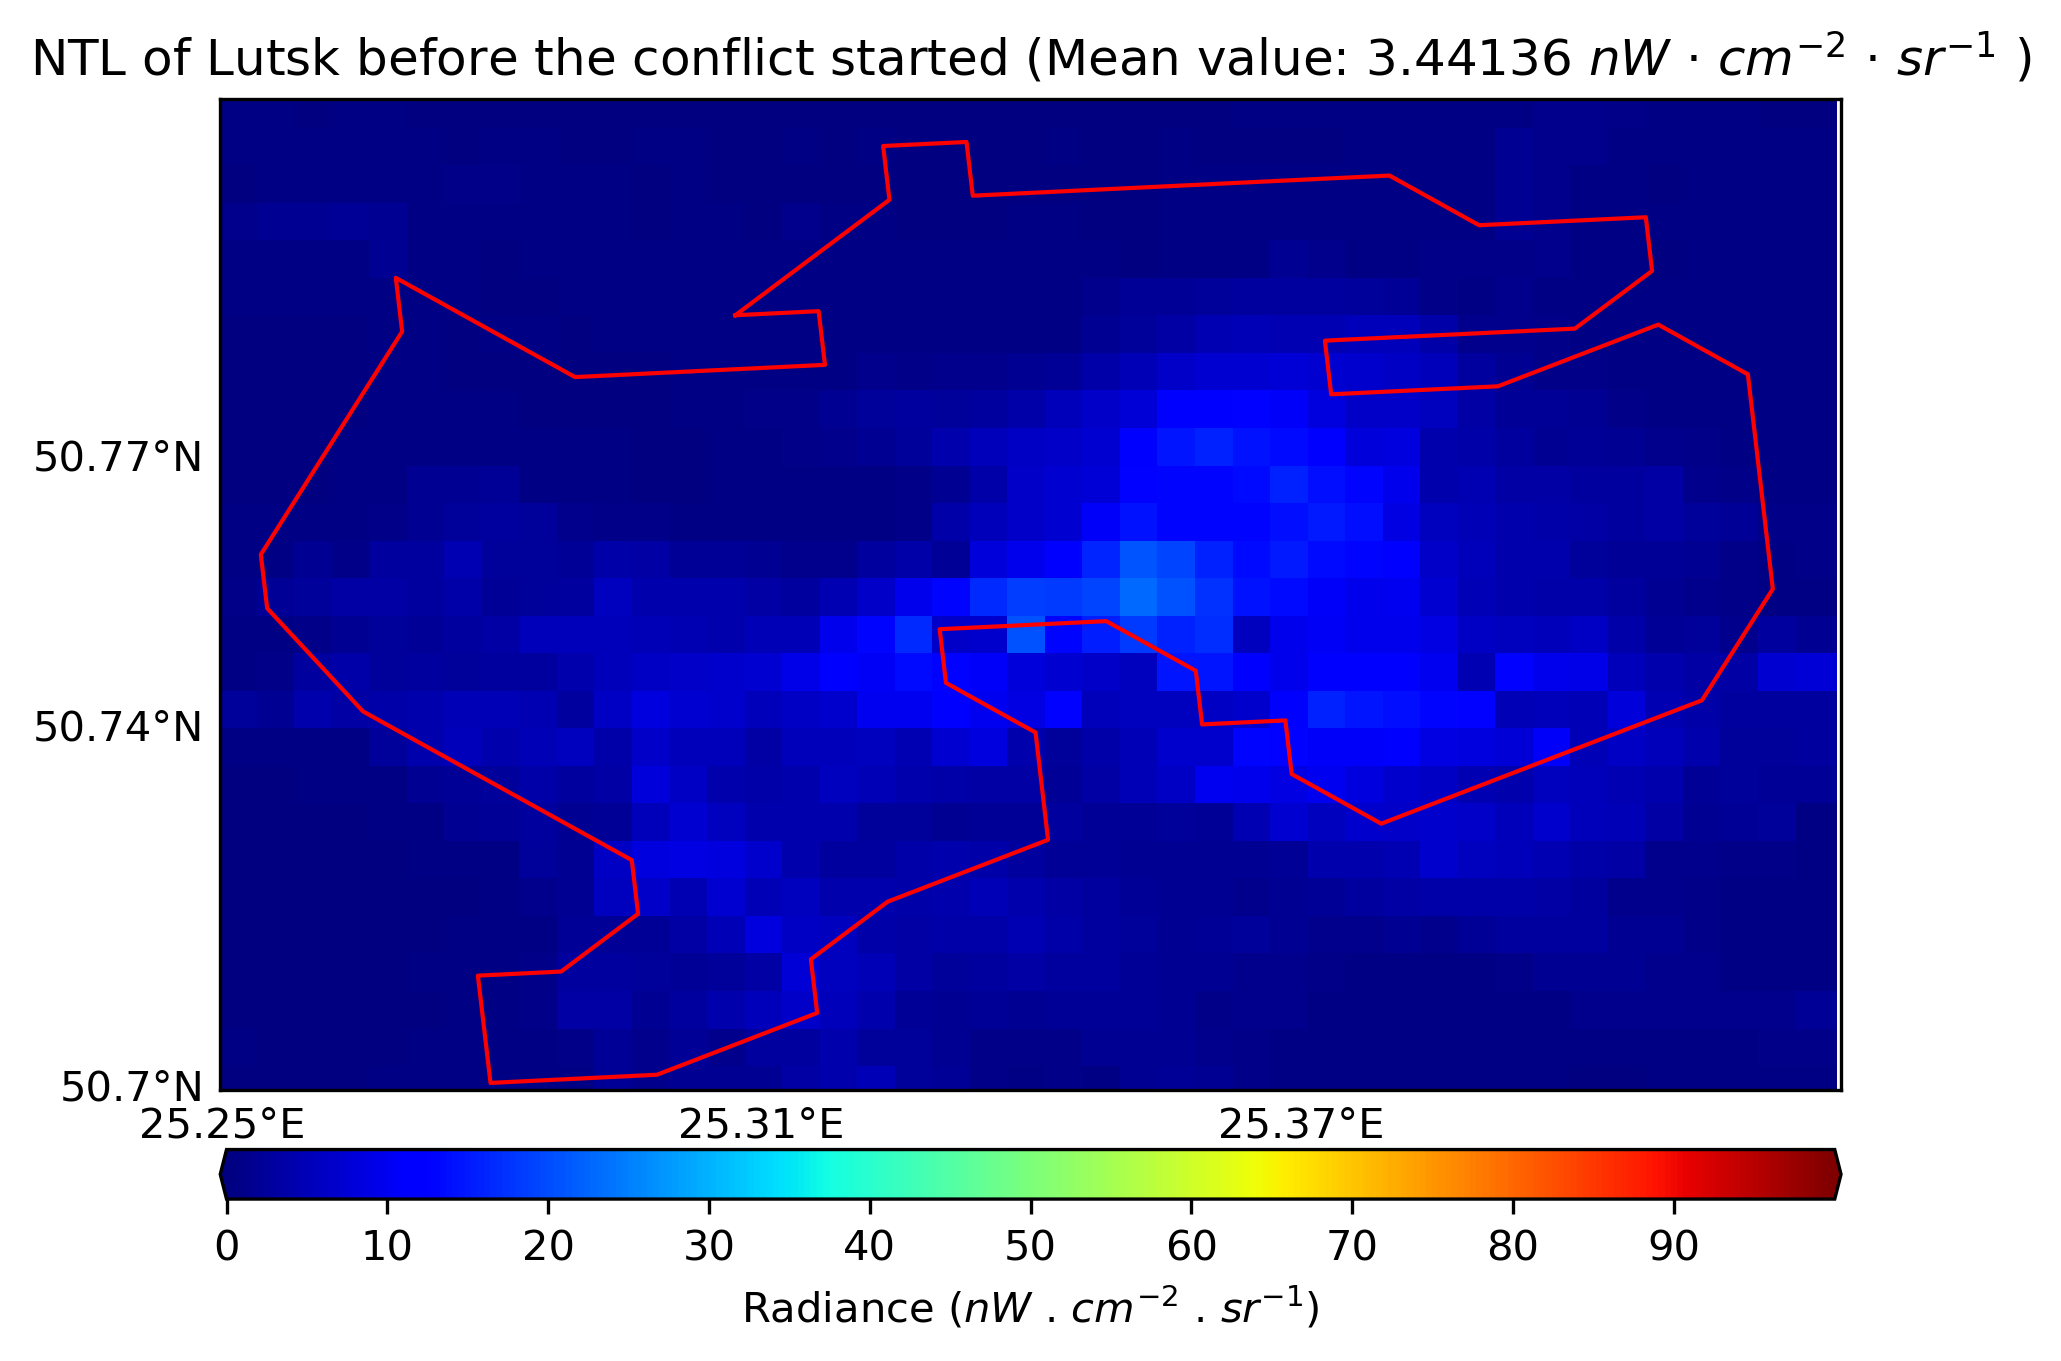 NTL of Lutsk before the conflict started (Mean value: 3.44136 nW · cm⁻² · sr⁻¹ )
50.77°N
50.74°N
50.7°N
25.25°E 25.31°E 25.37°E
0 10 20 30 40 50 60 70 80 90
Radiance (nW . cm⁻² . sr⁻¹)